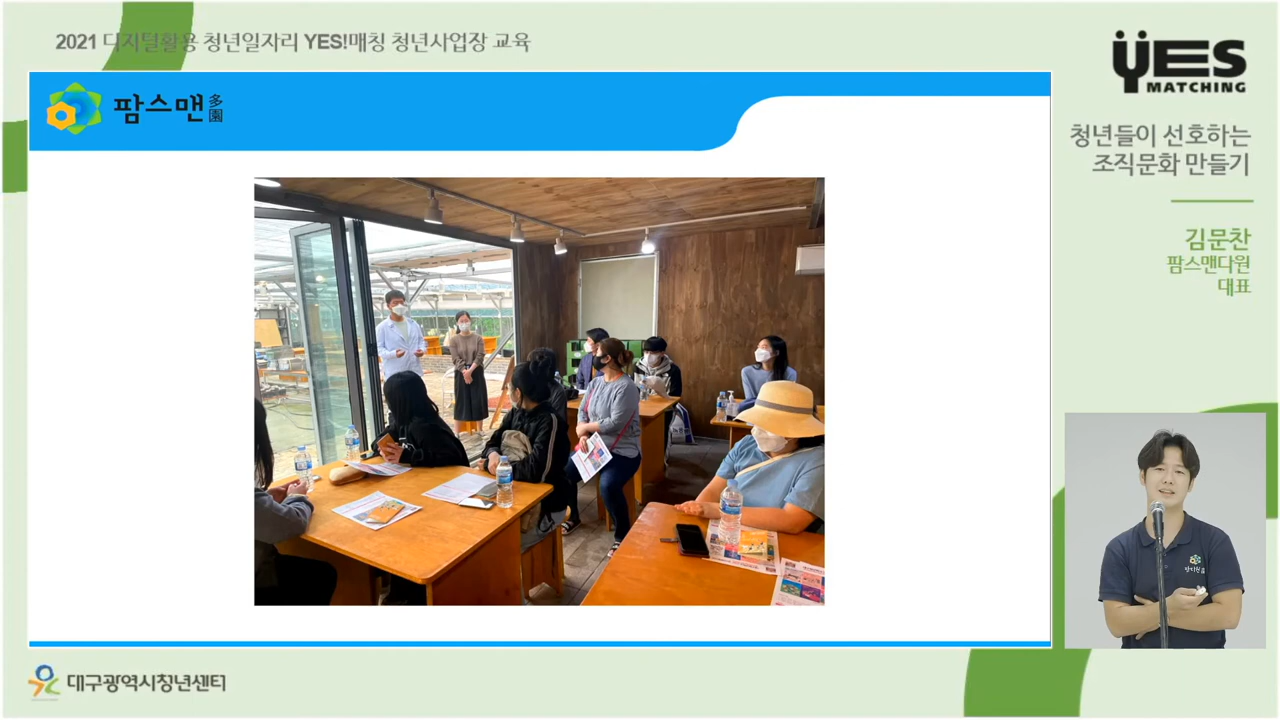 2021 디지털활용 청년일자리 YES!매칭 청년사업장 교육
YES
MATCHING
팜스맨 多園
청년들이 선호하는
조직문화 만들기
김문찬
팜스맨다원
대표
대구광역시청년센터